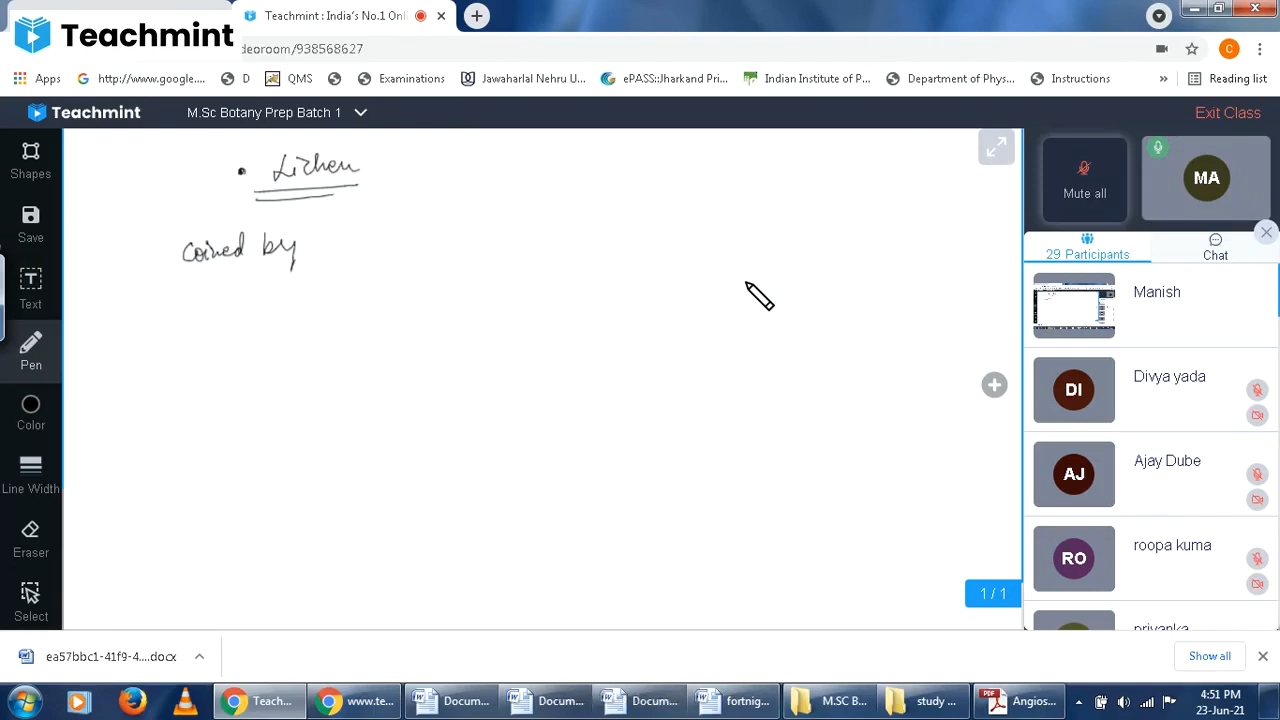 Teachmint : India's No.1 Onl
Teachmint
deoroom/938568627
Apps
http://www.google....
D
QMS
Examinations
Jawaharlal Nehru U...
ePASS::Jharkand Pri...
Indian Institute of P...
Department of Phys...
Instructions
»
Reading list
Teachmint
M.Sc Botany Prep Batch 1
Exit Class
Shapes
Save
Text
Pen
Color
Line Width
Eraser
Select
• Lichen
coined by
1 / 1
Mute all
MA
29 Participants
Chat
Manish
DI
Divya yada
AJ
Ajay Dube
RO
roopa kuma
priyanka
ea57bbc1-41f9-4....docx
Show all
Teach...
www.te...
Docum...
Docum...
Docum...
fortnig...
M.SC B...
study ...
Angios...
4:51 PM
23-Jun-21
C